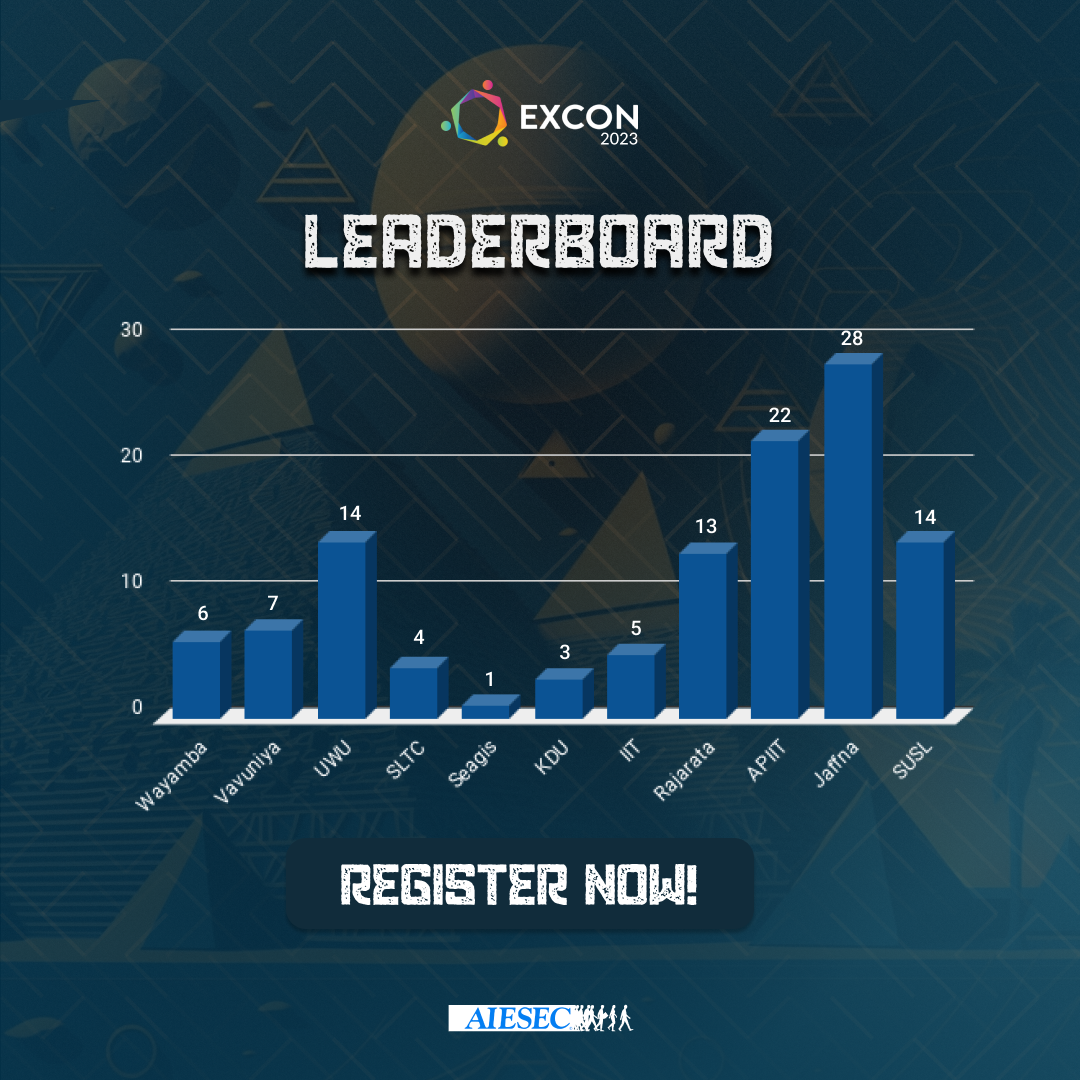 EXCON
2023
LEADERBOARD
30
20
10
0
6
7
14
4
1
3
5
13
22
28
14
Wayamba
Vavuniya
UWU
SLTC
Seagis
KDU
IIT
Rajarata
APIIT
Jaffna
SUSL
REGISTER NOW!
AIESEC